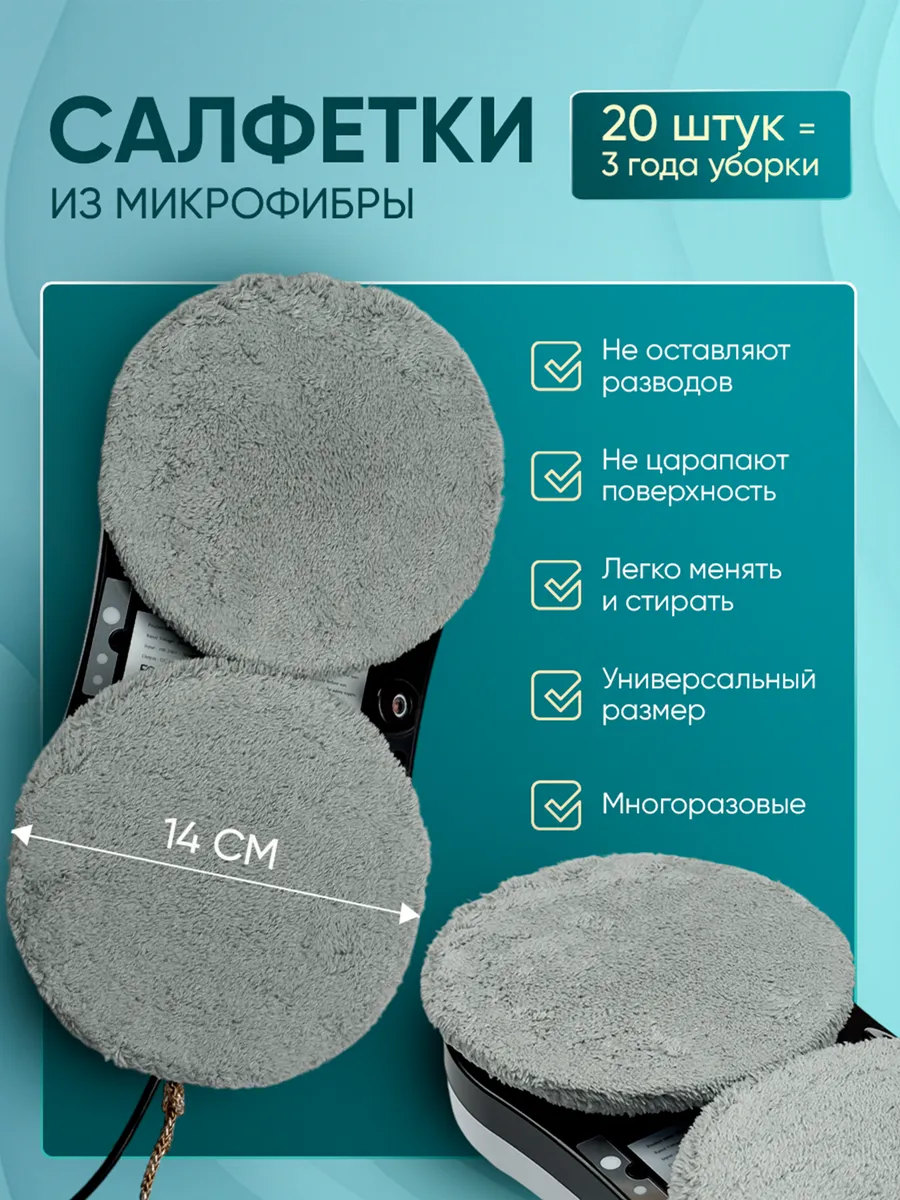 САЛФЕТКИ
ИЗ МИКРОФИБРЫ
20 штук =
3 года уборки
Не оставляют
разводов
Не царапают
поверхность
Легко менять
и стирать
Универсальный
размер
Многоразовые
14 СМ